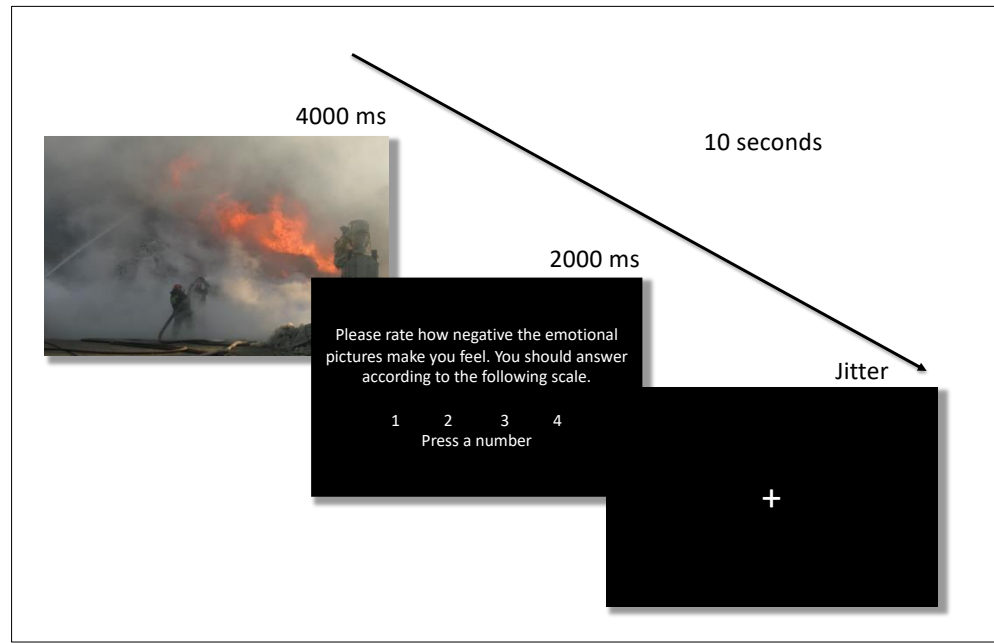 4000 ms
10 seconds
2000 ms
Please rate how negative the emotional
pictures make you feel. You should answer
according to the following scale.
1 2 3 4
Press a number
Jitter
+